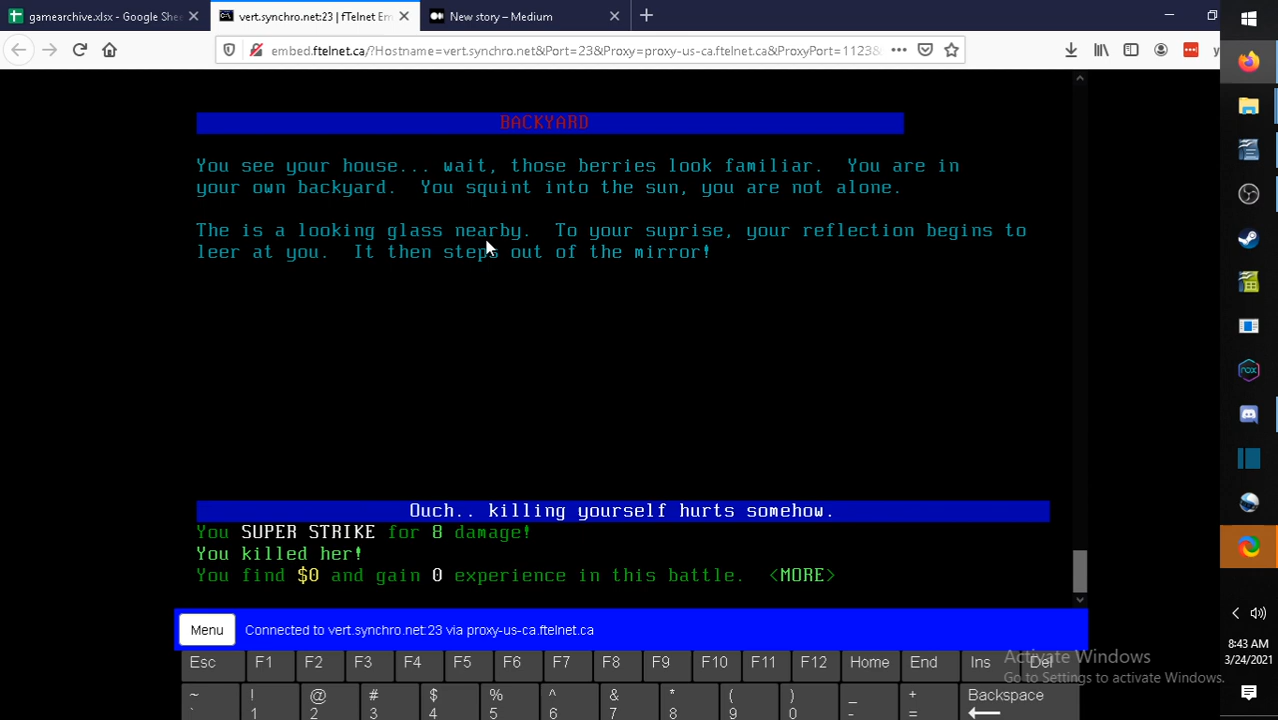 gamearchive.xlsx - Google She
vert.synchro.net:23 | fTelnet Em
New story – Medium
embed.ftelnet.ca/?Hostname=vert.synchro.net&Port=23&Proxy=proxy-us-ca.ftelnet.ca&ProxyPort=1123&
BACKYARD
You see your house... wait, those berries look familiar. You are in
your own backyard. You squint into the sun, you are not alone.
The is a looking glass nearby. To your suprise, your reflection begins to
leer at you. It then steps out of the mirror!
Ouch.. killing yourself hurts somehow.
You SUPER STRIKE for 8 damage!
You killed her!
You find $0 and gain 0 experience in this battle. <MORE>
Menu Connected to vert.synchro.net:23 via proxy-us-ca.ftelnet.ca
Esc F1 F2 F3 F4 F5 F6 F7 F8 F9 F10 F11 F12 Home End Ins Del
~ ! @ # $ % ^ & * ( ) _ + Backspace
` 1 2 3 4 5 6 7 8 9 0 - =
Activate Windows
Go to Settings to activate Windows.
nox
8:43 AM
3/24/2021